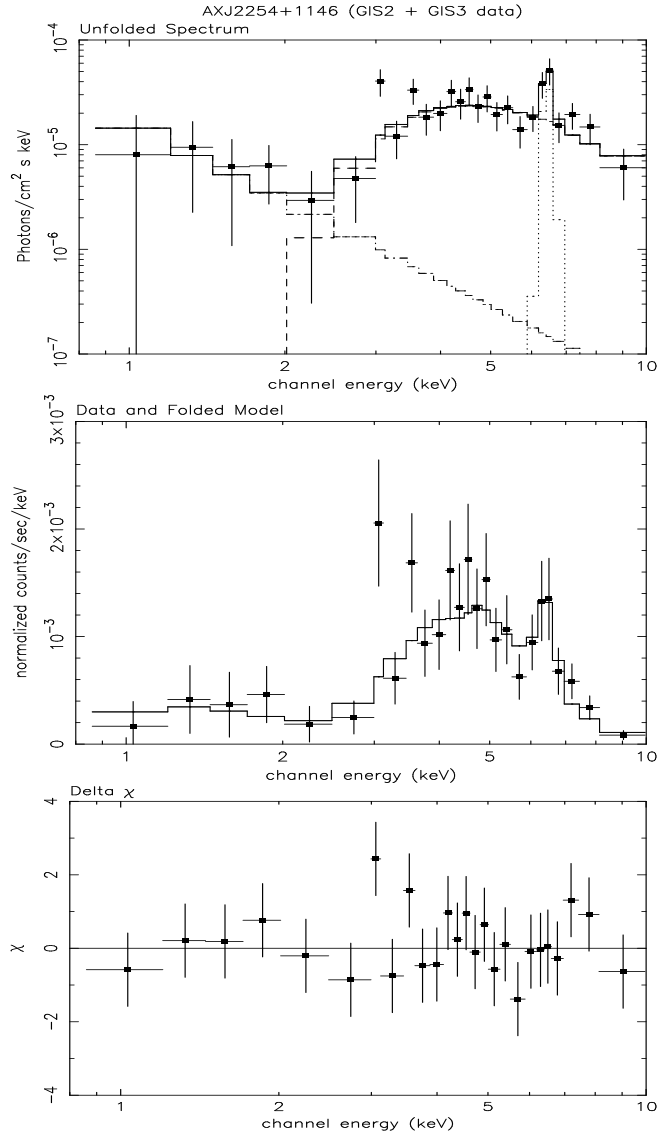 AXJ2254+1146 (GIS2 + GIS3 data)
Unfolded Spectrum
Photons/cm² s keV
10⁻⁴
10⁻⁵
10⁻⁶
10⁻⁷
1 2 5 10
channel energy (keV)
Data and Folded Model
normalized counts/sec/keV
3×10⁻³
2×10⁻³
10⁻³
0
1 2 5 10
channel energy (keV)
Delta χ
χ
4
2
0
−2
−4
1 2 5 10
channel energy (keV)